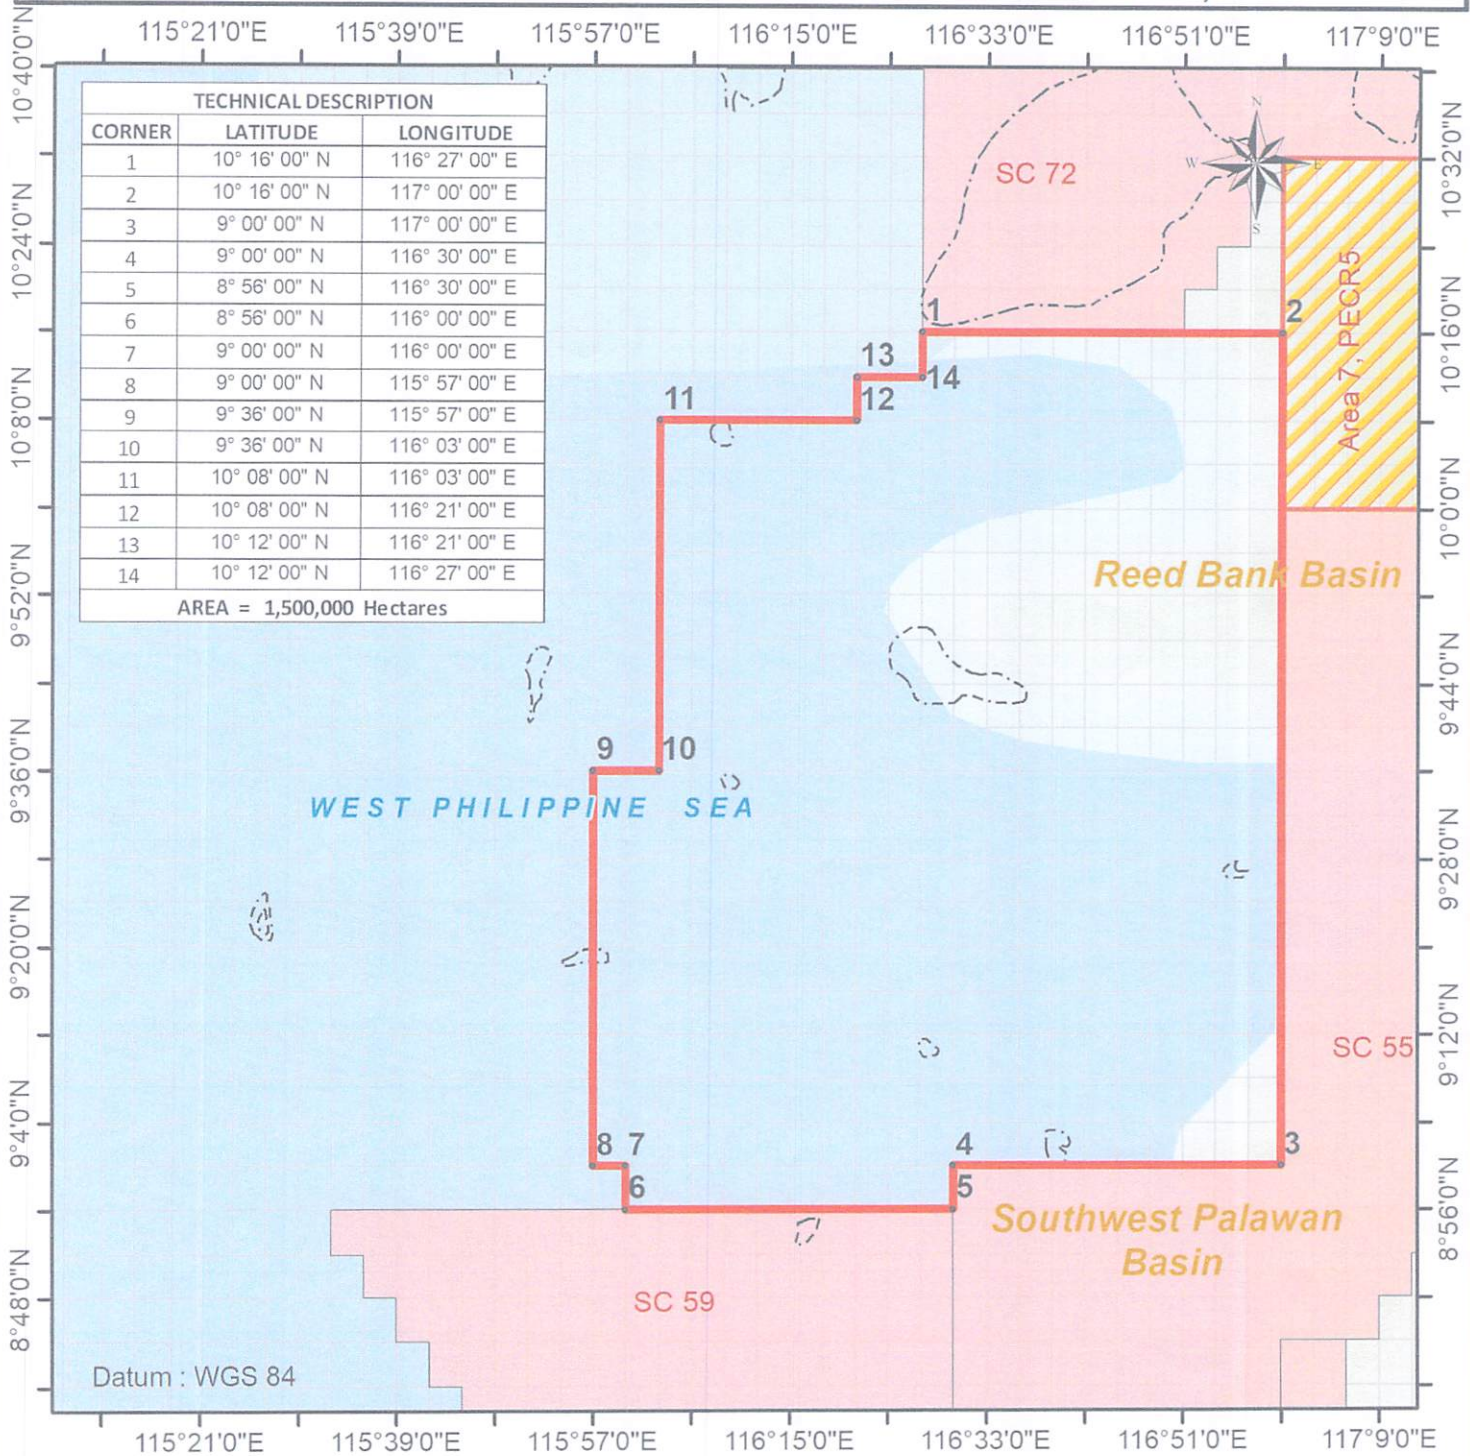 115°21'0"E 115°39'0"E 115°57'0"E 116°15'0"E 116°33'0"E 116°51'0"E 117°9'0"E
10°40'0"N
10°24'0"N
10°8'0"N
9°52'0"N
9°36'0"N
9°20'0"N
9°4'0"N
8°48'0"N
TECHNICAL DESCRIPTION
CORNER LATITUDE LONGITUDE
1 10° 16' 00" N 116° 27' 00" E
2 10° 16' 00" N 117° 00' 00" E
3 9° 00' 00" N 117° 00' 00" E
4 9° 00' 00" N 116° 30' 00" E
5 8° 56' 00" N 116° 30' 00" E
6 8° 56' 00" N 116° 00' 00" E
7 9° 00' 00" N 116° 00' 00" E
8 9° 00' 00" N 115° 57' 00" E
9 9° 36' 00" N 115° 57' 00" E
10 9° 36' 00" N 116° 03' 00" E
11 10° 08' 00" N 116° 03' 00" E
12 10° 08' 00" N 116° 21' 00" E
13 10° 12' 00" N 116° 21' 00" E
14 10° 12' 00" N 116° 27' 00" E
AREA = 1,500,000 Hectares
N
W E
S
SC 72
Area 7, PECR5
1
2
13
14
11
12
Reed Bank Basin
9
10
WEST PHILIPPINE SEA
SC 55
8 7
4
3
6
5
Southwest Palawan
Basin
SC 59
Datum : WGS 84
10°32'0"N
10°16'0"N
10°0'0"N
9°44'0"N
9°28'0"N
9°12'0"N
8°56'0"N
115°21'0"E 115°39'0"E 115°57'0"E 116°15'0"E 116°33'0"E 116°51'0"E 117°9'0"E